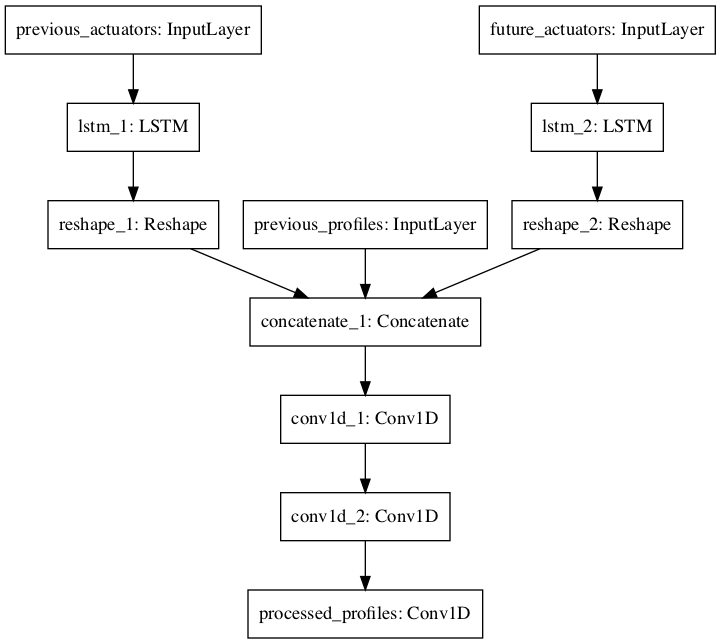 previous_actuators: InputLayer
future_actuators: InputLayer
lstm_1: LSTM
lstm_2: LSTM
reshape_1: Reshape
previous_profiles: InputLayer
reshape_2: Reshape
concatenate_1: Concatenate
conv1d_1: Conv1D
conv1d_2: Conv1D
processed_profiles: Conv1D